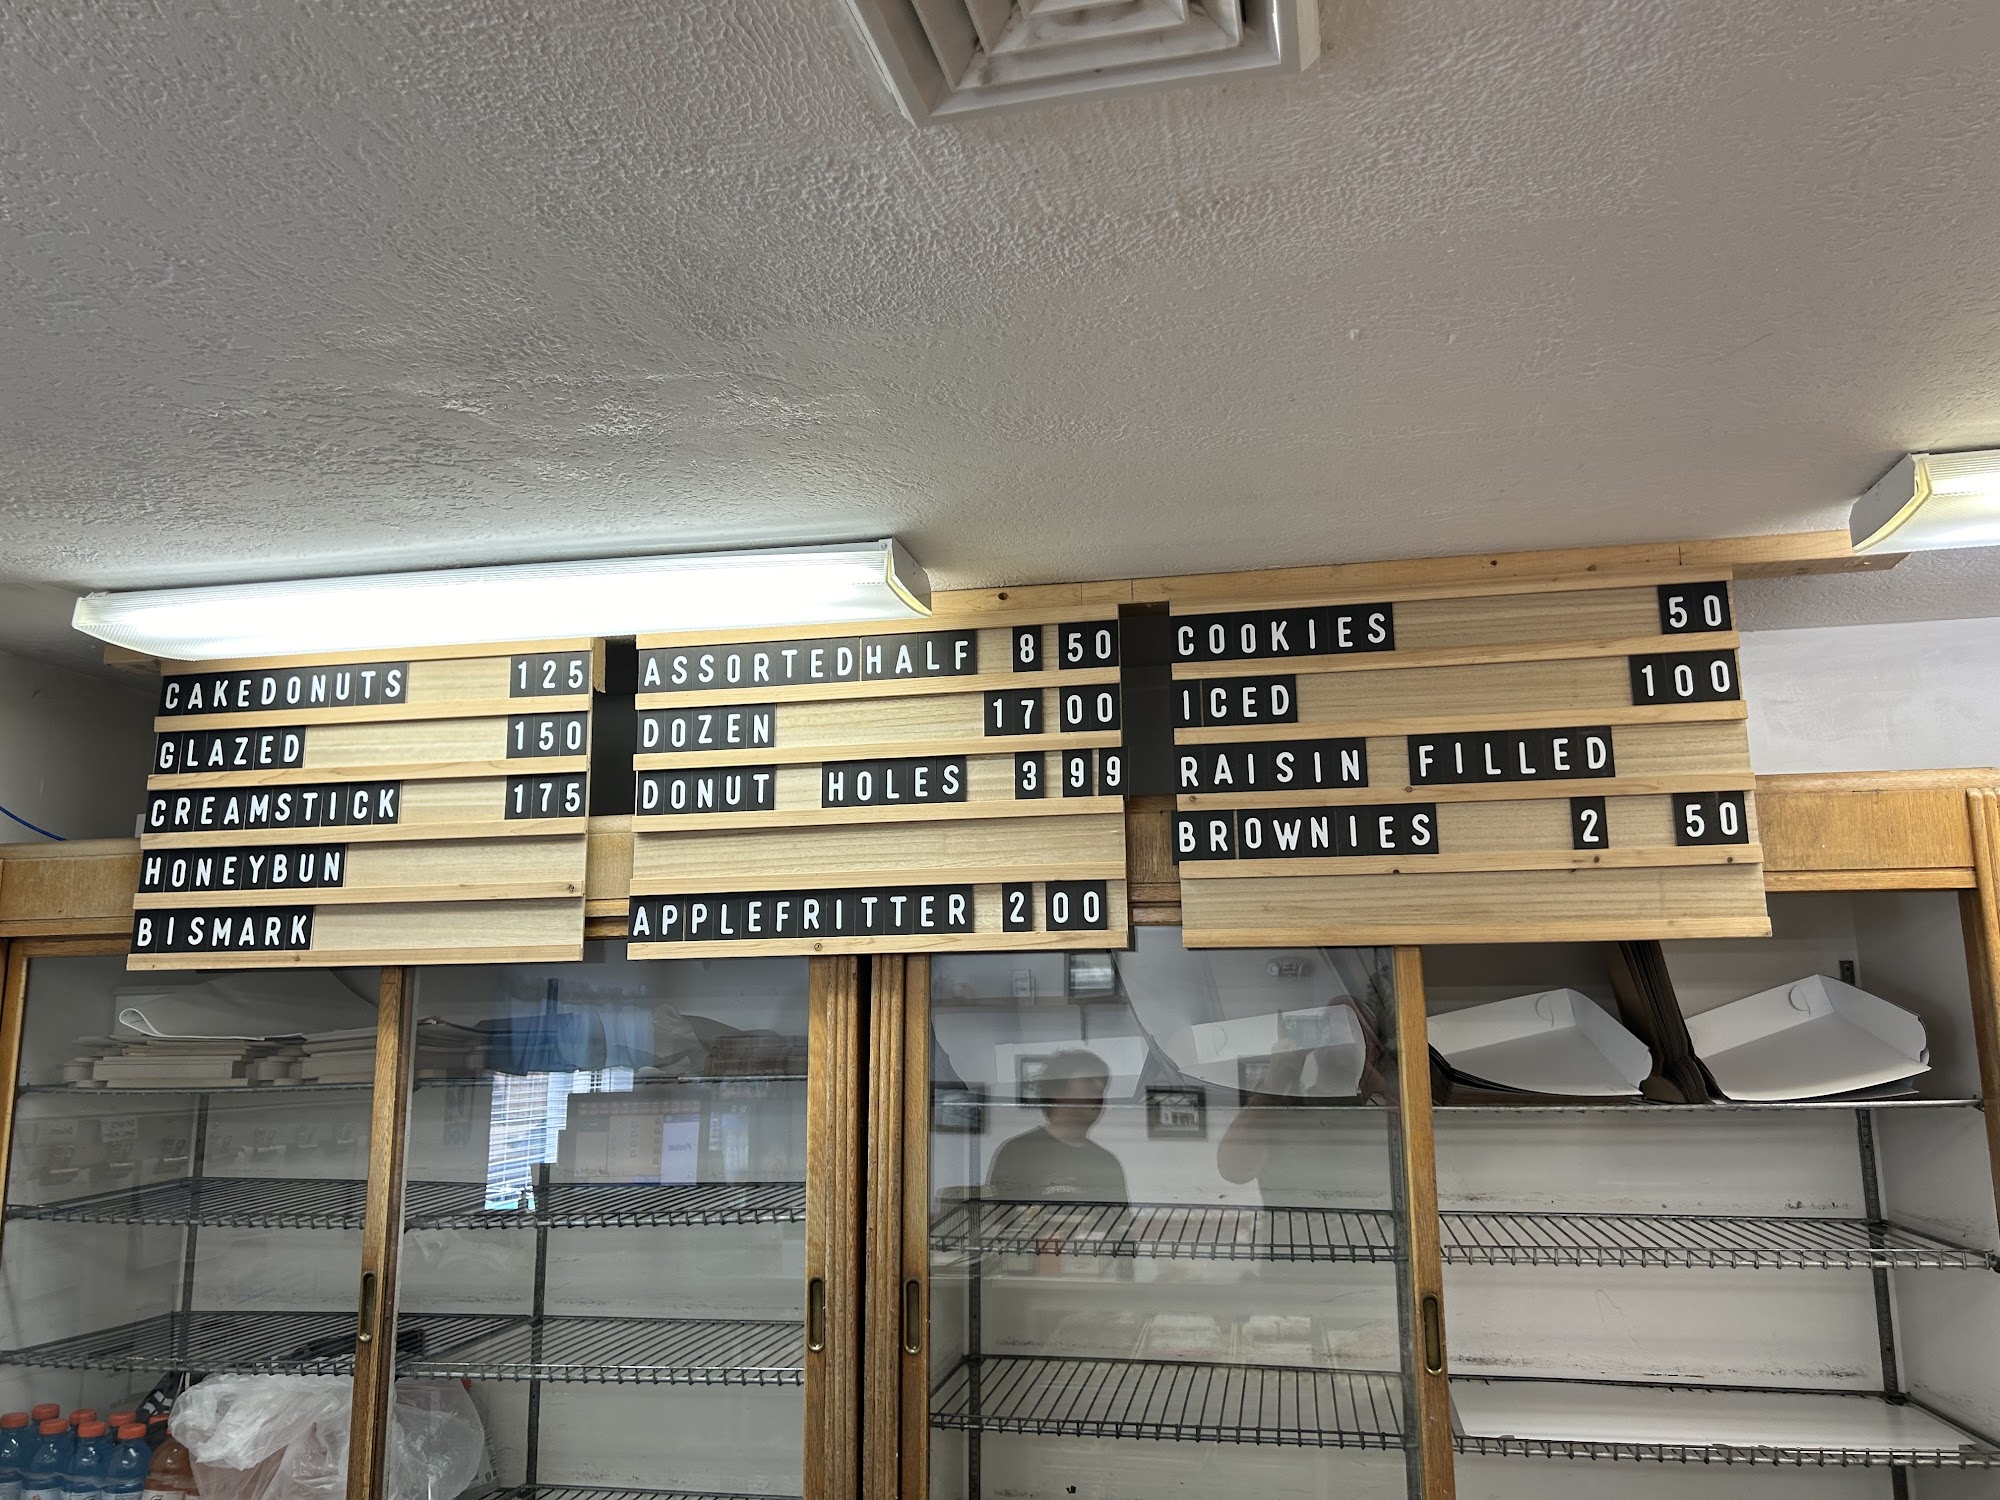 CAKEDONUTS 125
GLAZED 150
CREAMSTICK 175
HONEYBUN
BISMARK
ASSORTEDHALF 8 50
DOZEN 17 00
DONUT HOLES 3 99
APPLEFRITTER 2 00
COOKIES 50
ICED 100
RAISIN FILLED
BROWNIES 2 50